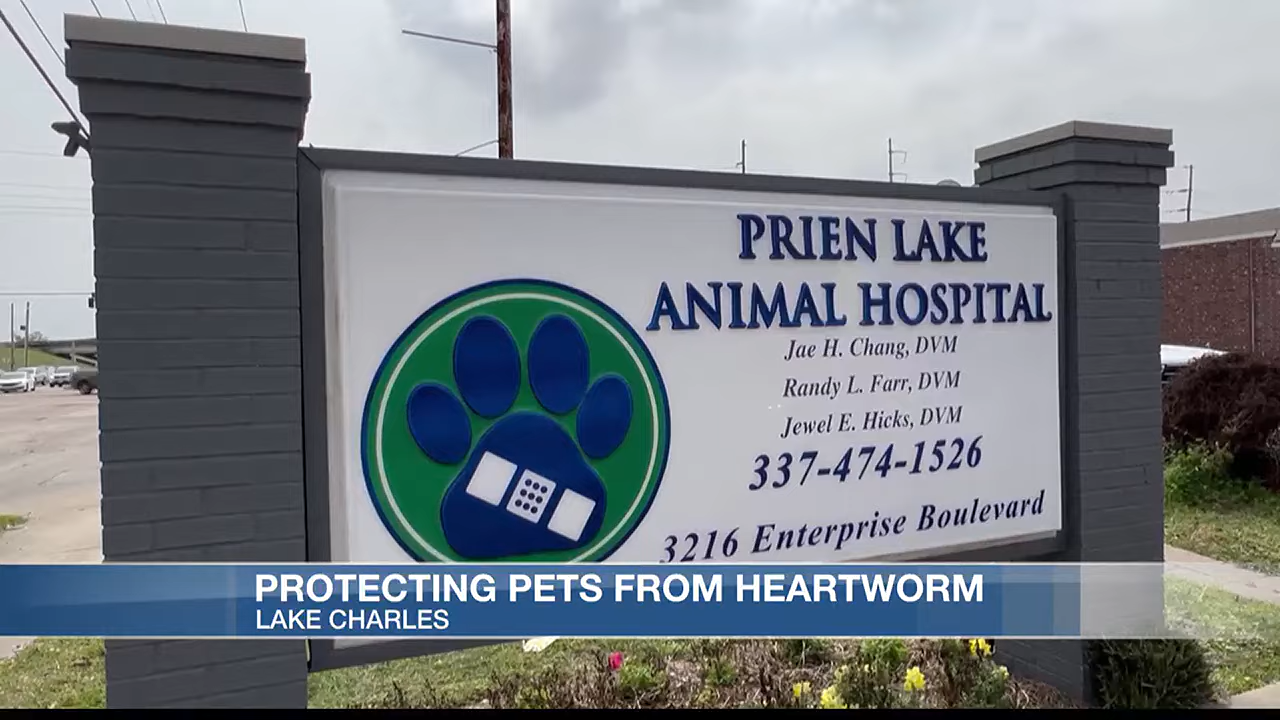 PRIEN LAKE
ANIMAL HOSPITAL
Jae H. Chang, DVM
Randy L. Farr, DVM
Jewel E. Hicks, DVM
337-474-1526
3216 Enterprise Boulevard
PROTECTING PETS FROM HEARTWORM
LAKE CHARLES